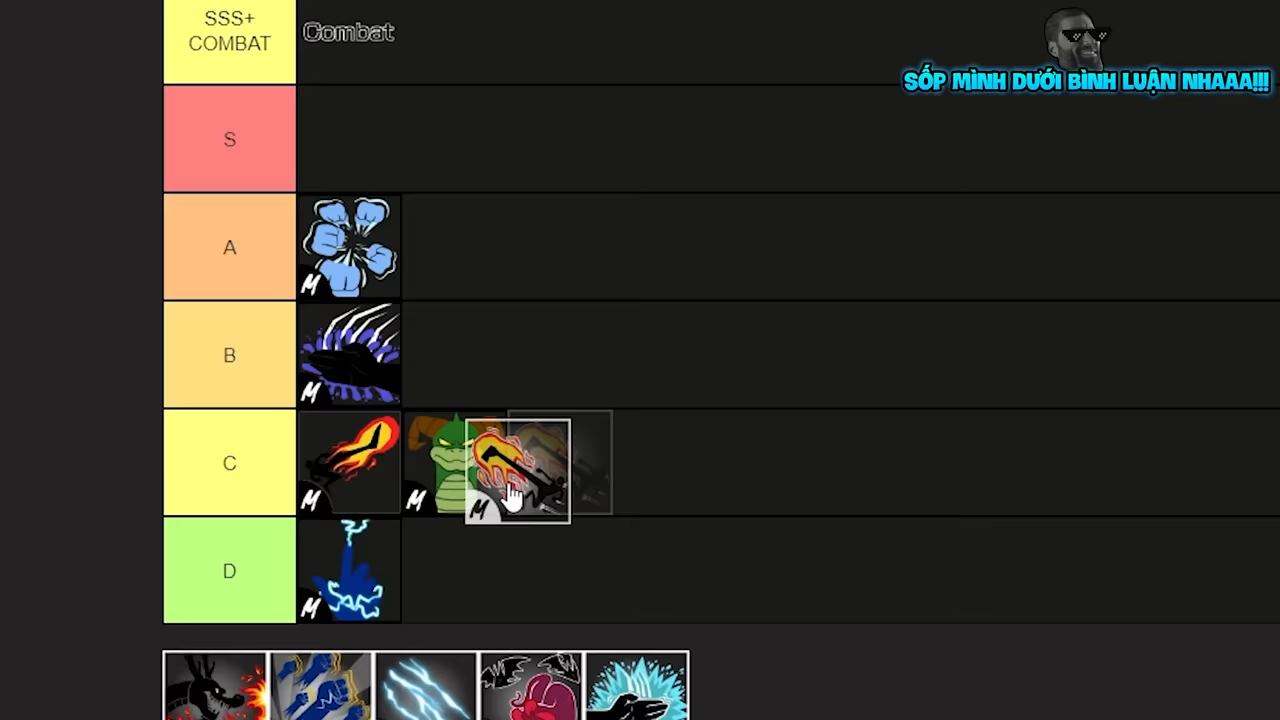 SSS+
COMBAT
Combat
SỐP MÌNH DƯỚI BÌNH LUẬN NHAAA!!!
S
A
M
B
M
C
M
M
M
D
M